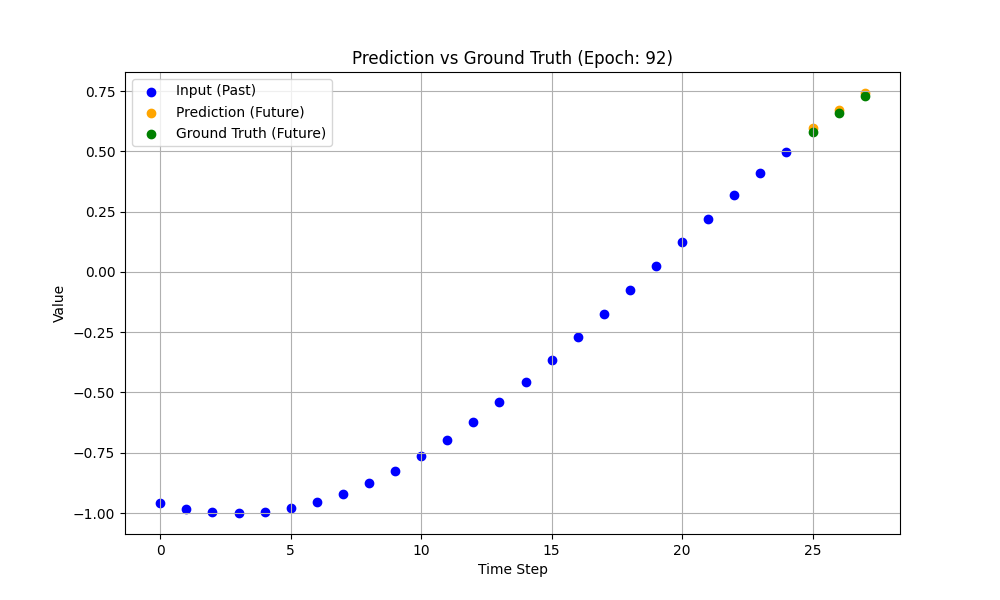 Prediction vs Ground Truth (Epoch: 92)
Input (Past)
Prediction (Future)
Ground Truth (Future)
0.75
0.50
0.25
0.00
−0.25
−0.50
−0.75
−1.00
Value
0 5 10 15 20 25
Time Step